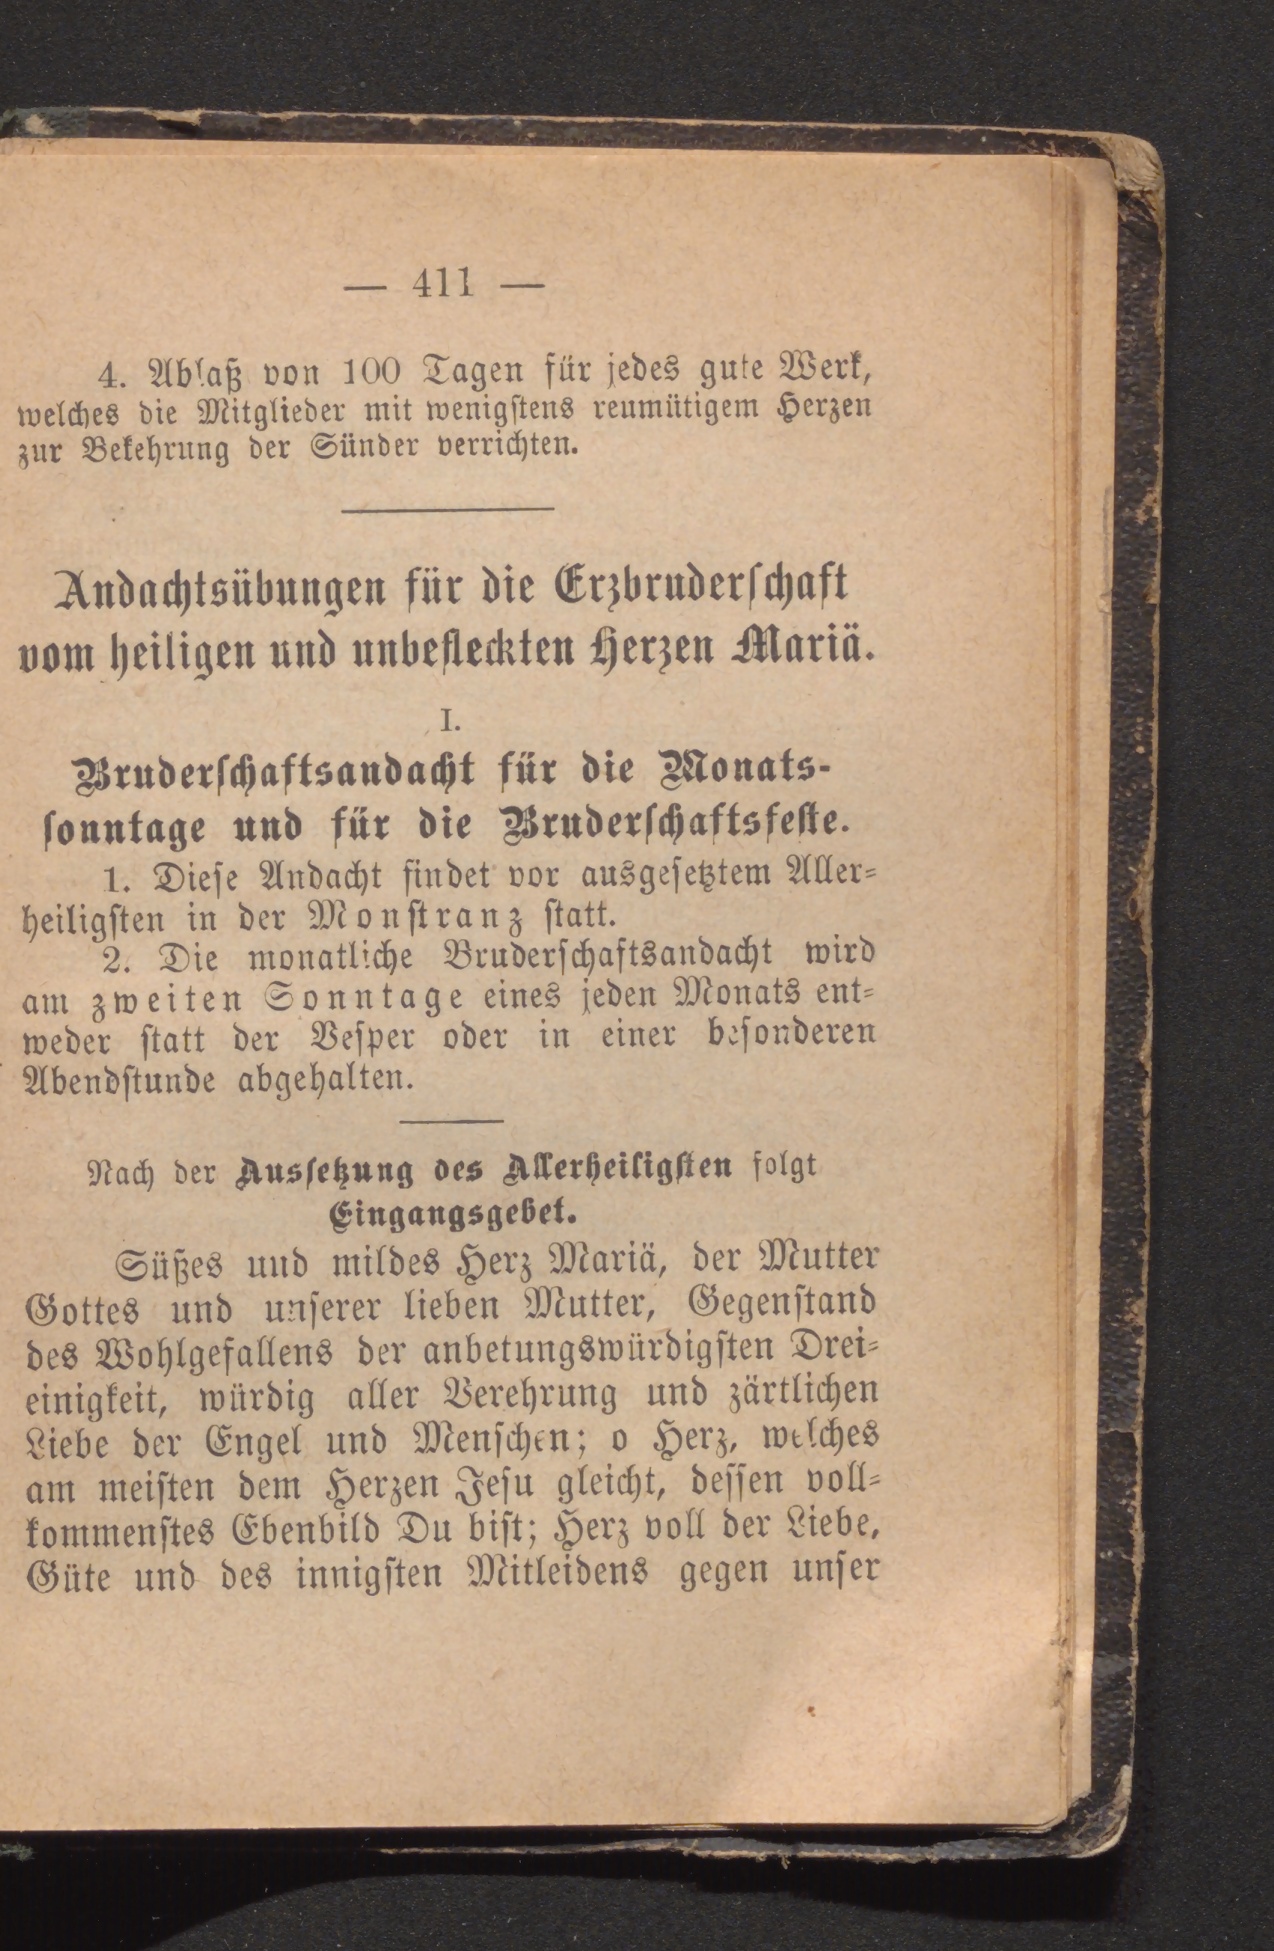 — 411 —
4. Ablaß von 100 Tagen für jedes gute Werk,
welches die Mitglieder mit wenigstens reumütigem Herzen
zur Bekehrung der Sünder verrichten.
Andachtsübungen für die Erzbruderschaft
vom heiligen und unbefleckten Herzen Mariä.
I.
Bruderschaftsandacht für die Monats-
sonntage und für die Bruderschaftsfeste.
1. Diese Andacht findet vor ausgesetztem Aller-
heiligsten in der Monstranz statt.
2. Die monatliche Bruderschaftsandacht wird
am zweiten Sonntage eines jeden Monats ent-
weder statt der Vesper oder in einer besonderen
Abendstunde abgehalten.
Nach der Aussetzung des Allerheiligsten folgt
Eingangsgebet.
Süßes und mildes Herz Mariä, der Mutter
Gottes und unserer lieben Mutter, Gegenstand
des Wohlgefallens der anbetungswürdigsten Drei-
einigkeit, würdig aller Verehrung und zärtlichen
Liebe der Engel und Menschen; o Herz, welches
am meisten dem Herzen Jesu gleicht, dessen voll-
kommenstes Ebenbild Du bist; Herz voll der Liebe,
Güte und des innigsten Mitleidens gegen unser